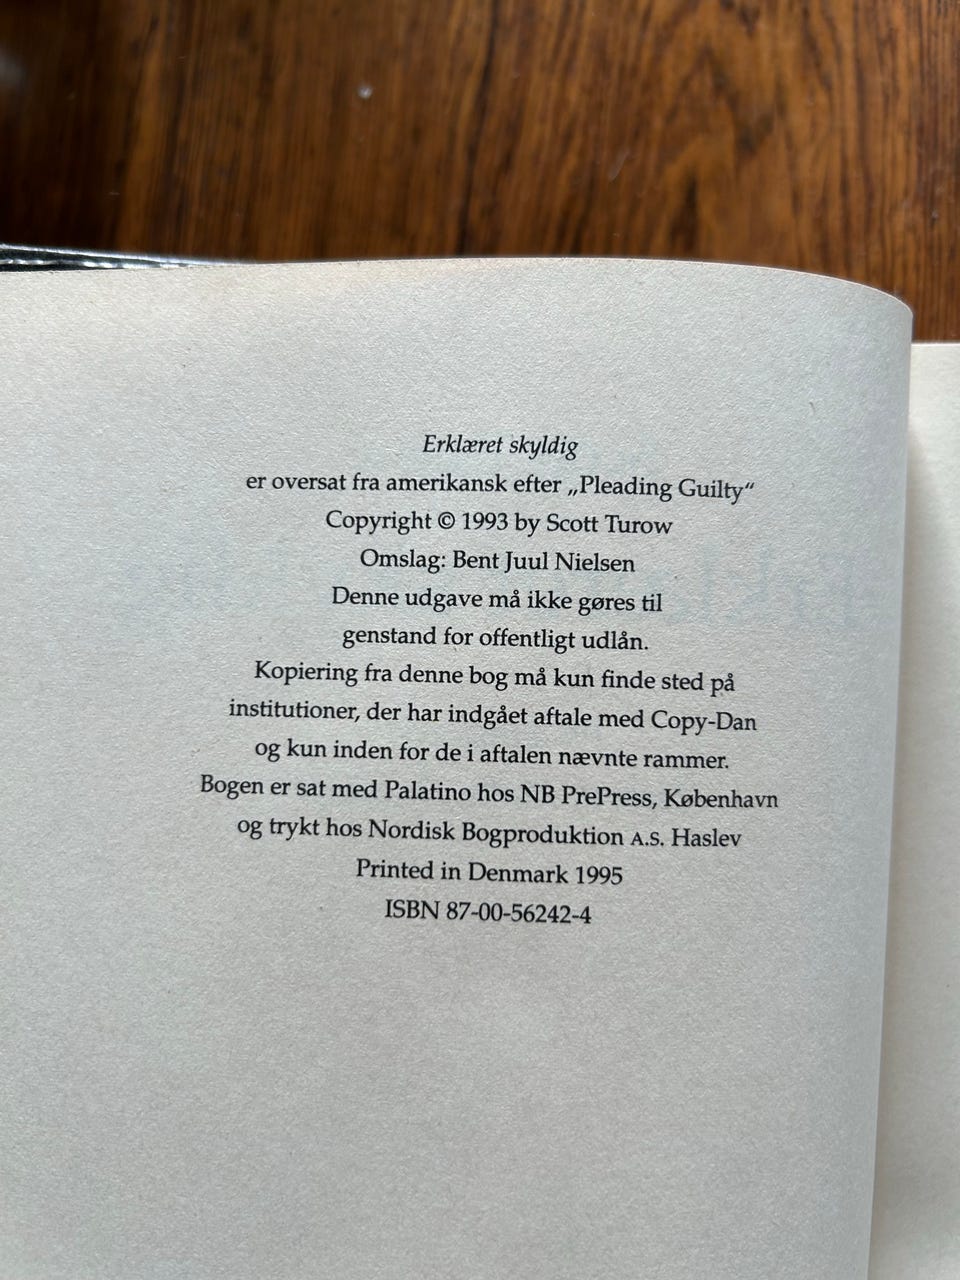 Erklæret skyldig
er oversat fra amerikansk efter „Pleading Guilty“
Copyright © 1993 by Scott Turow
Omslag: Bent Juul Nielsen
Denne udgave må ikke gøres til
genstand for offentligt udlån.
Kopiering fra denne bog må kun finde sted på
institutioner, der har indgået aftale med Copy-Dan
og kun inden for de i aftalen nævnte rammer.
Bogen er sat med Palatino hos NB PrePress, København
og trykt hos Nordisk Bogproduktion A.S. Haslev
Printed in Denmark 1995
ISBN 87-00-56242-4